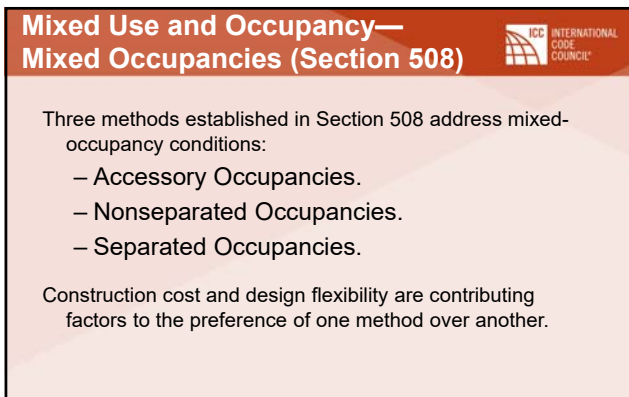 Mixed Use and Occupancy—
Mixed Occupancies (Section 508)
ICC INTERNATIONAL
CODE
COUNCIL®
Three methods established in Section 508 address mixed-
occupancy conditions:
– Accessory Occupancies.
– Nonseparated Occupancies.
– Separated Occupancies.
Construction cost and design flexibility are contributing
factors to the preference of one method over another.